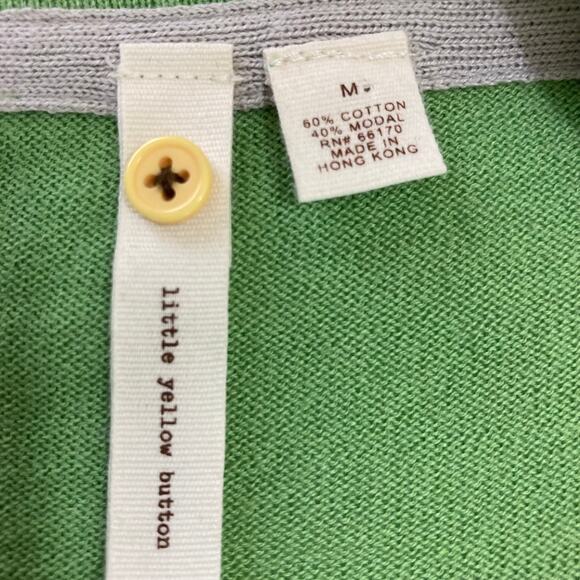 little yellow button
M
60% COTTON
40% MODAL
RN# 66170
MADE IN
HONG KONG